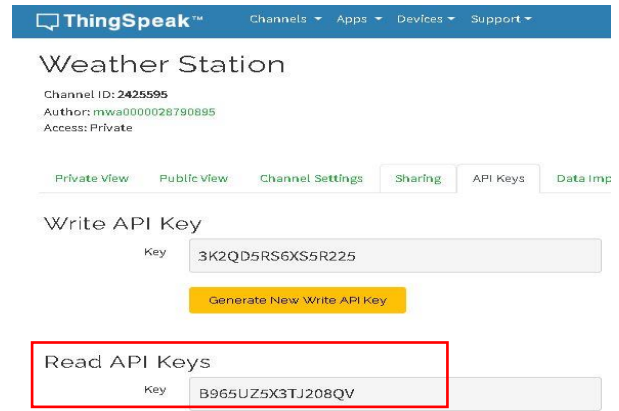 ThingSpeak™ Channels Apps Devices Support
Weather Station
Channel ID: 2425595
Author: mwa0000028790895
Access: Private
Private View Public View Channel Settings Sharing API Keys Data Imp
Write API Key
Key 3K2QD5RS6XS5R225
Generate New Write API Key
Read API Keys
Key B965UZ5X3TJ208QV